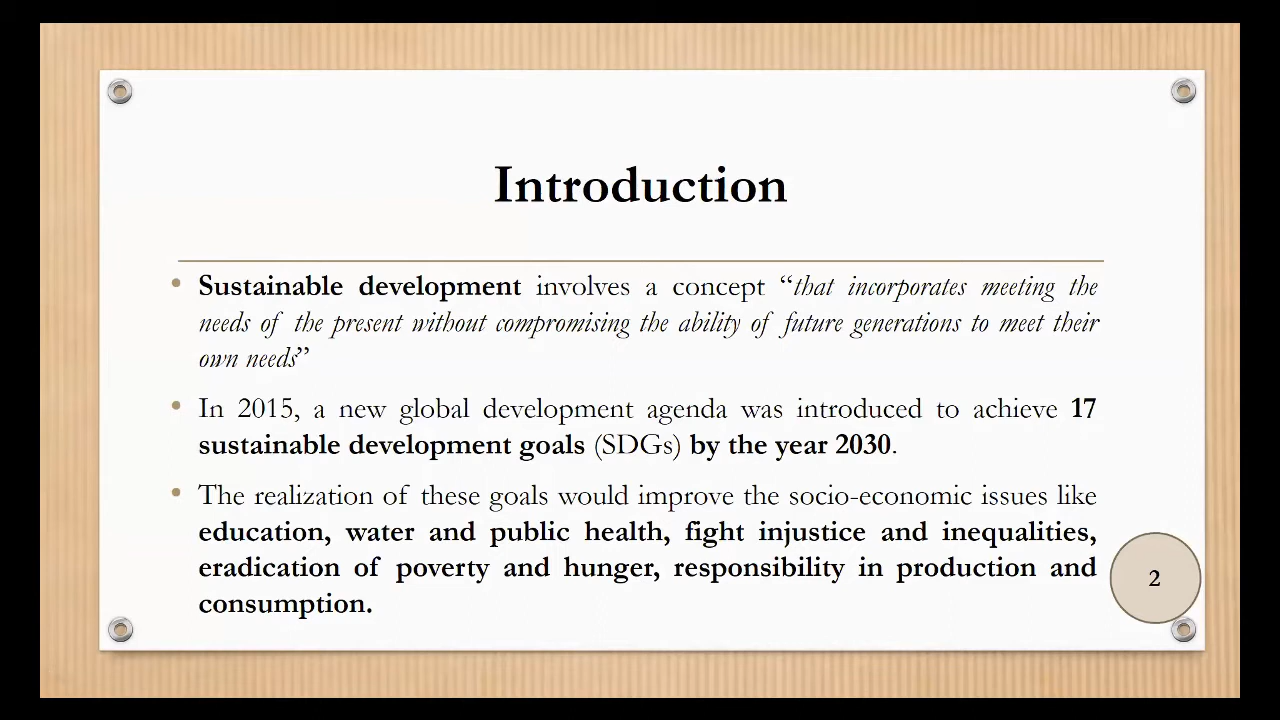 Introduction
• Sustainable development involves a concept “that incorporates meeting the
needs of the present without compromising the ability of future generations to meet their
own needs”
• In 2015, a new global development agenda was introduced to achieve 17
sustainable development goals (SDGs) by the year 2030.
• The realization of these goals would improve the socio-economic issues like
education, water and public health, fight injustice and inequalities,
eradication of poverty and hunger, responsibility in production and
consumption.
2